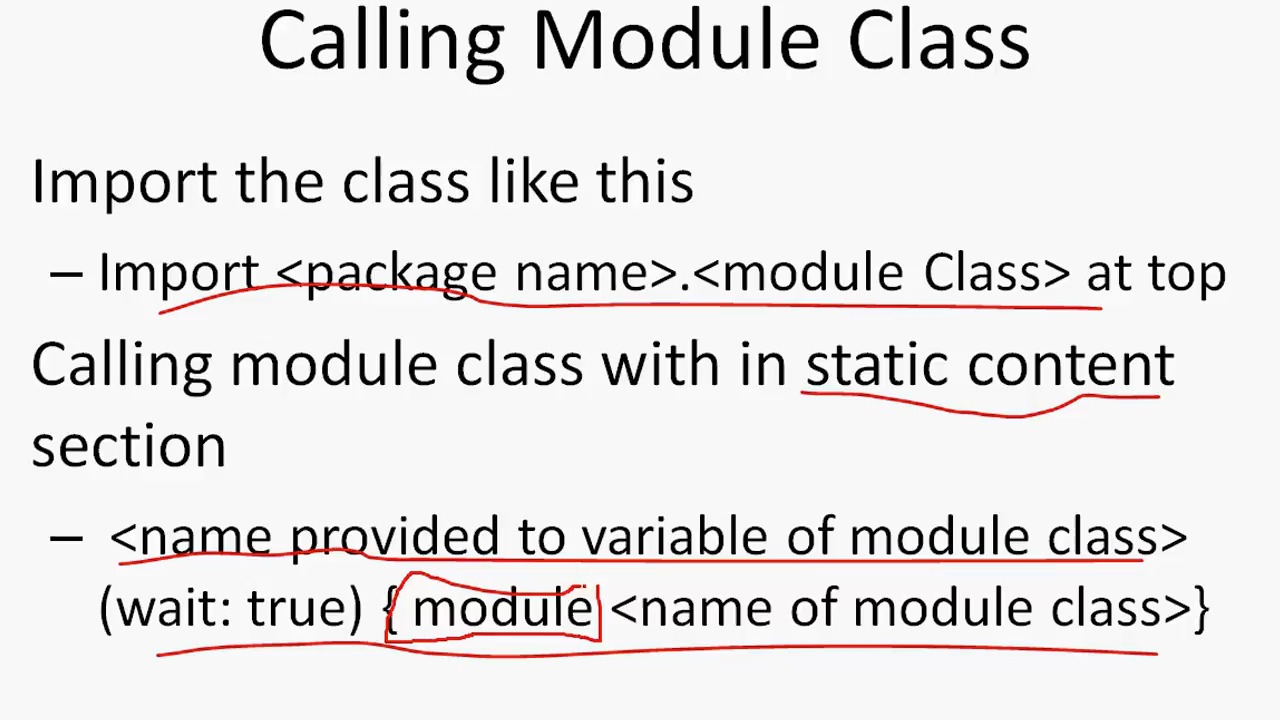 Calling Module Class
Import the class like this
– Import <package name>.<module Class> at top
Calling module class with in static content
section
– <name provided to variable of module class>
(wait: true) { module <name of module class>}